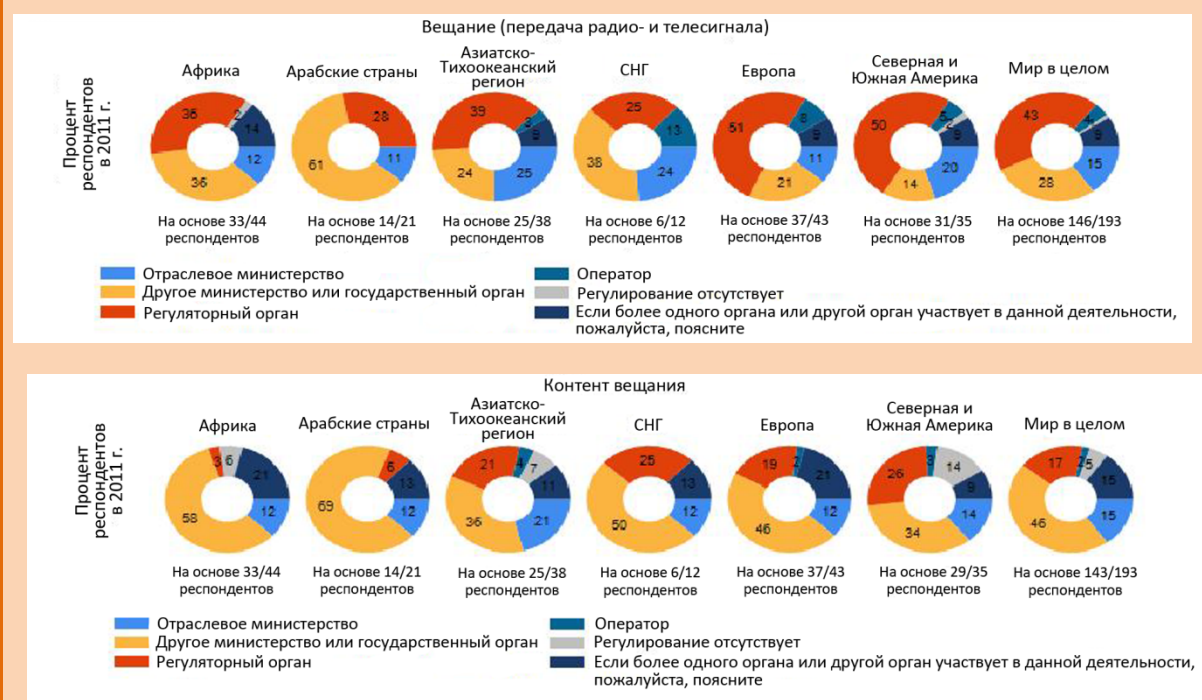 Вещание (передача радио- и телесигнала)
Процент
респондентов
в 2011 г.
Африка
Арабские страны
Азиатско-
Тихоокеанский
регион
СНГ
Европа
Северная и
Южная Америка
Мир в целом
36 2 14 12 36
28 11 61
39 3 9 25 24
25 13 24 38
51 8 9 11 21
50 5 2 9 20 14
43 4 9 15 28
На основе 33/44
респондентов
На основе 14/21
респондентов
На основе 25/38
респондентов
На основе 6/12
респондентов
На основе 37/43
респондентов
На основе 31/35
респондентов
На основе 146/193
респондентов
Отраслевое министерство
Другое министерство или государственный орган
Регуляторный орган
Оператор
Регулирование отсутствует
Если более одного органа или другой орган участвует в данной деятельности,
пожалуйста, поясните
Контент вещания
Процент
респондентов
в 2011 г.
Африка
Арабские страны
Азиатско-
Тихоокеанский
регион
СНГ
Европа
Северная и
Южная Америка
Мир в целом
3 6 21 12 58
6 13 12 69
21 4 7 11 21 36
25 13 12 50
19 2 21 12 46
26 3 14 9 14 34
17 2 5 15 15 46
На основе 33/44
респондентов
На основе 14/21
респондентов
На основе 25/38
респондентов
На основе 6/12
респондентов
На основе 37/43
респондентов
На основе 29/35
респондентов
На основе 143/193
респондентов
Отраслевое министерство
Другое министерство или государственный орган
Регуляторный орган
Оператор
Регулирование отсутствует
Если более одного органа или другой орган участвует в данной деятельности,
пожалуйста, поясните